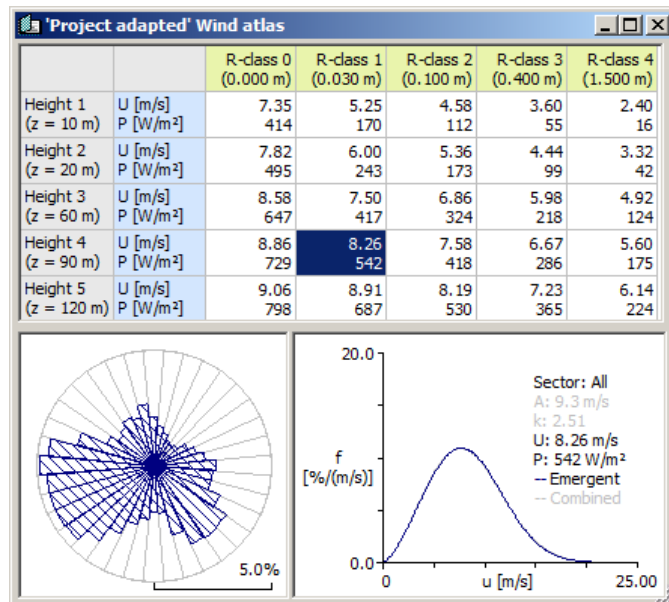 'Project adapted' Wind atlas
R-class 0 R-class 1 R-class 2 R-class 3 R-class 4
(0.000 m) (0.030 m) (0.100 m) (0.400 m) (1.500 m)
Height 1 U [m/s] 7.35 5.25 4.58 3.60 2.40
(z = 10 m) P [W/m²] 414 170 112 55 16
Height 2 U [m/s] 7.82 6.00 5.36 4.44 3.32
(z = 20 m) P [W/m²] 495 243 173 99 42
Height 3 U [m/s] 8.58 7.50 6.86 5.98 4.92
(z = 60 m) P [W/m²] 647 417 324 218 124
Height 4 U [m/s] 8.86 8.26 7.58 6.67 5.60
(z = 90 m) P [W/m²] 729 542 418 286 175
Height 5 U [m/s] 9.06 8.91 8.19 7.23 6.14
(z = 120 m) P [W/m²] 798 687 530 365 224
5.0%
20.0
Sector: All
A: 9.3 m/s
k: 2.51
U: 8.26 m/s
P: 542 W/m²
-- Emergent
-- Combined
f
[%/(m/s)]
0.0
0 u [m/s] 25.00